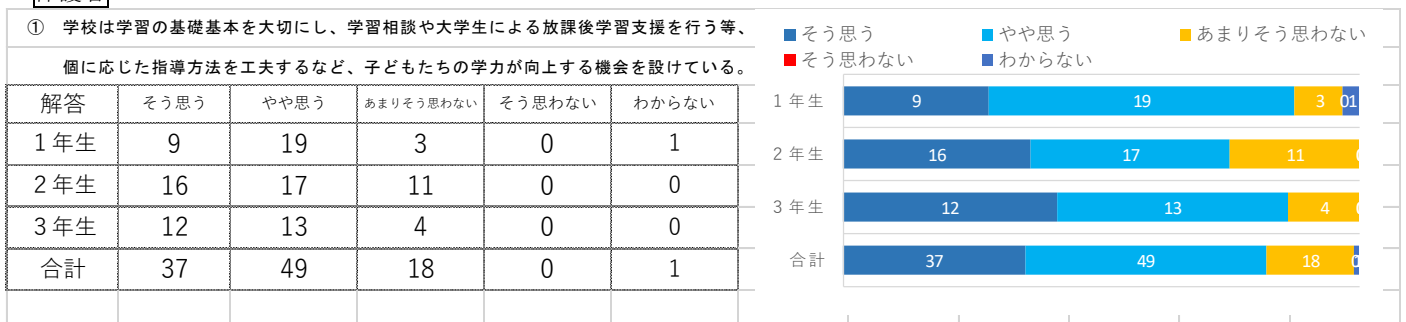 ① 学校は学習の基礎基本を大切にし、学習相談や大学生による放課後学習支援を行う等、
個に応じた指導方法を工夫するなど、子どもたちの学力が向上する機会を設けている。
解答 そう思う やや思う あまりそう思わない そう思わない わからない
1年生 9 19 3 0 1
2年生 16 17 11 0 0
3年生 12 13 4 0 0
合計 37 49 18 0 1
そう思う やや思う あまりそう思わない
そう思わない わからない
1年生 9 19 3 0 1
2年生 16 17 11
3年生 12 13 4
合計 37 49 18 0 1